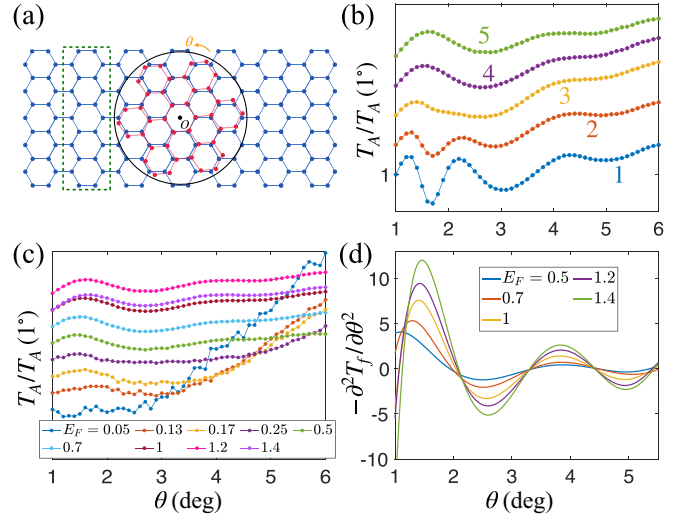 (a)
θ
O
(b)
T_A/T_A (1°)
5
4
3
2
1
1
1 2 3 4 5 6
(c)
T_A/T_A (1°)
E_F = 0.05 0.13 0.17 0.25 0.5
0.7 1 1.2 1.4
1 2 3 4 5 6
θ (deg)
(d)
−∂²T_f/∂θ²
10
5
0
-5
-10
E_F = 0.5 1.2
0.7 1.4
1
1 2 3 4 5
θ (deg)